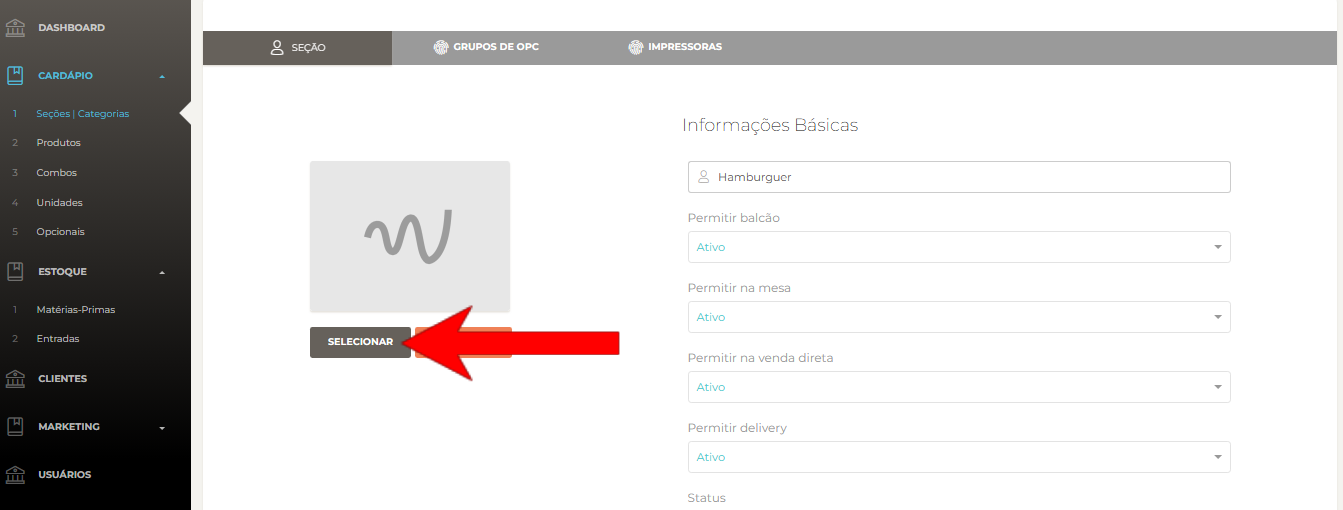 DASHBOARD
CARDÁPIO
1 Seções | Categorias
2 Produtos
3 Combos
4 Unidades
5 Opcionais
ESTOQUE
1 Matérias-Primas
2 Entradas
CLIENTES
MARKETING
USUÁRIOS
SEÇÃO
GRUPOS DE OPC
IMPRESSORAS
SELECIONAR
Informações Básicas
Hamburguer
Permitir balcão
Ativo
Permitir na mesa
Ativo
Permitir na venda direta
Ativo
Permitir delivery
Ativo
Status